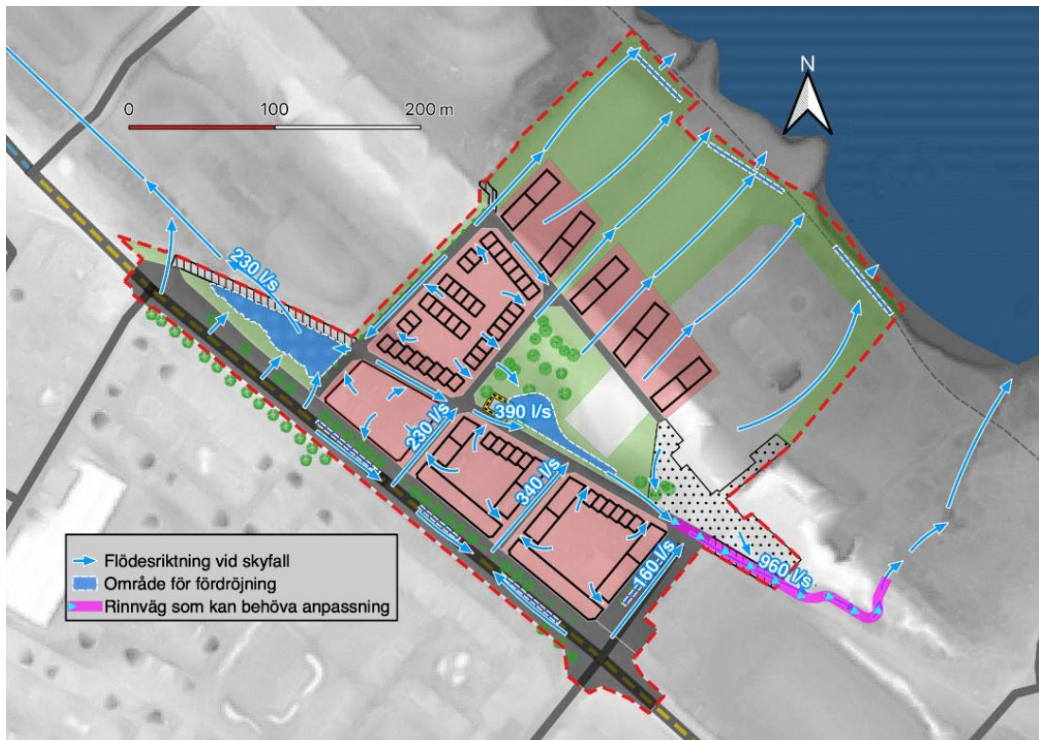 N
0
100
200 m
230 l/s
390 l/s
230 l/s
340 l/s
160 l/s
960 l/s
Flödesriktning vid skyfall
Område för fördröjning
Rinnväg som kan behöva anpassning